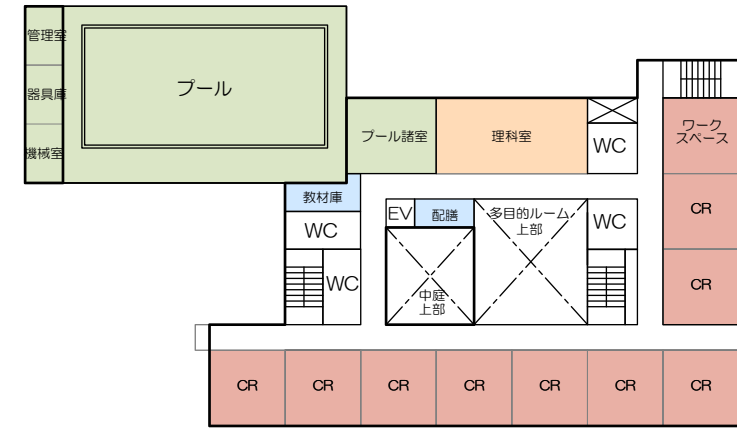 管理室
器具庫
機械室
プール
プール諸室
理科室
WC
ワーク
スペース
教材庫
WC
WC
EV
配膳
多目的ルーム
上部
WC
中庭
上部
CR
CR
CR
CR
CR
CR
CR
CR
CR